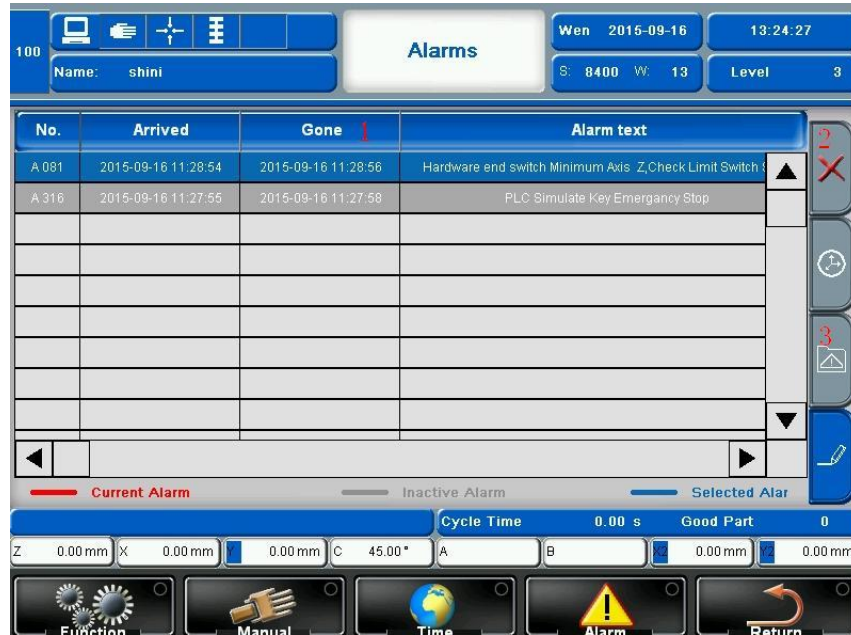 100
Name: shini
Alarms
Wen 2015-09-16
13:24:27
S: 8400 W: 13
Level 3
No. Arrived Gone 1 Alarm text
2
A 081 2015-09-16 11:28:54 2015-09-16 11:28:56 Hardware end switch Minimum Axis Z,Check Limit Switch
A 316 2015-09-16 11:27:55 2015-09-16 11:27:58 PLC Simulate Key Emergancy Stop
3
Current Alarm Inactive Alarm Selected Alar
Cycle Time 0.00 s Good Part 0
Z 0.00 mm X 0.00 mm Y 0.00 mm C 45.00 ° A B X2 0.00 mm Y2 0.00 mm
Function Manual Time Alarm Return